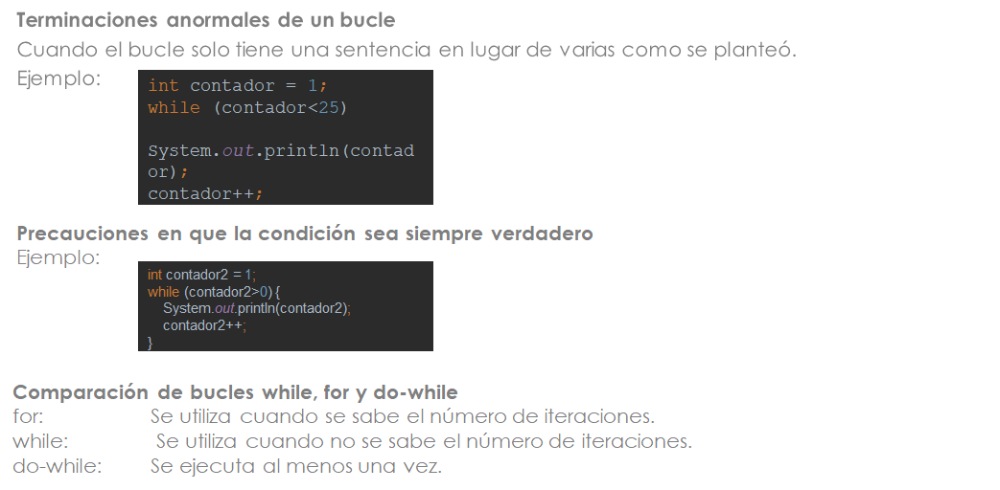 Terminaciones anormales de un bucle
Cuando el bucle solo tiene una sentencia en lugar de varias como se planteó.
Ejemplo:
int contador = 1;
while (contador<25)
System.out.println(contad
or);
contador++;
Precauciones en que la condición sea siempre verdadero
Ejemplo:
int contador2 = 1;
while (contador2>0) {
System.out.println(contador2);
contador2++;
}
Comparación de bucles while, for y do-while
for: Se utiliza cuando se sabe el número de iteraciones.
while: Se utiliza cuando no se sabe el número de iteraciones.
do-while: Se ejecuta al menos una vez.